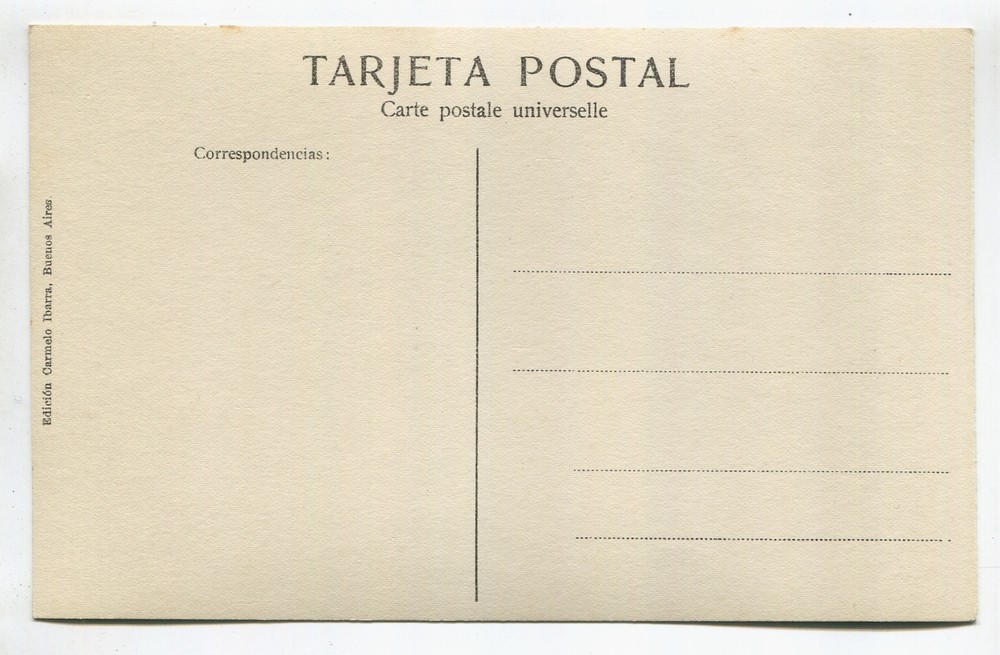 TARJETA POSTAL
Carte postale universelle
Correspondencias:
Edición Carmelo Ibarra, Buenos Aires.